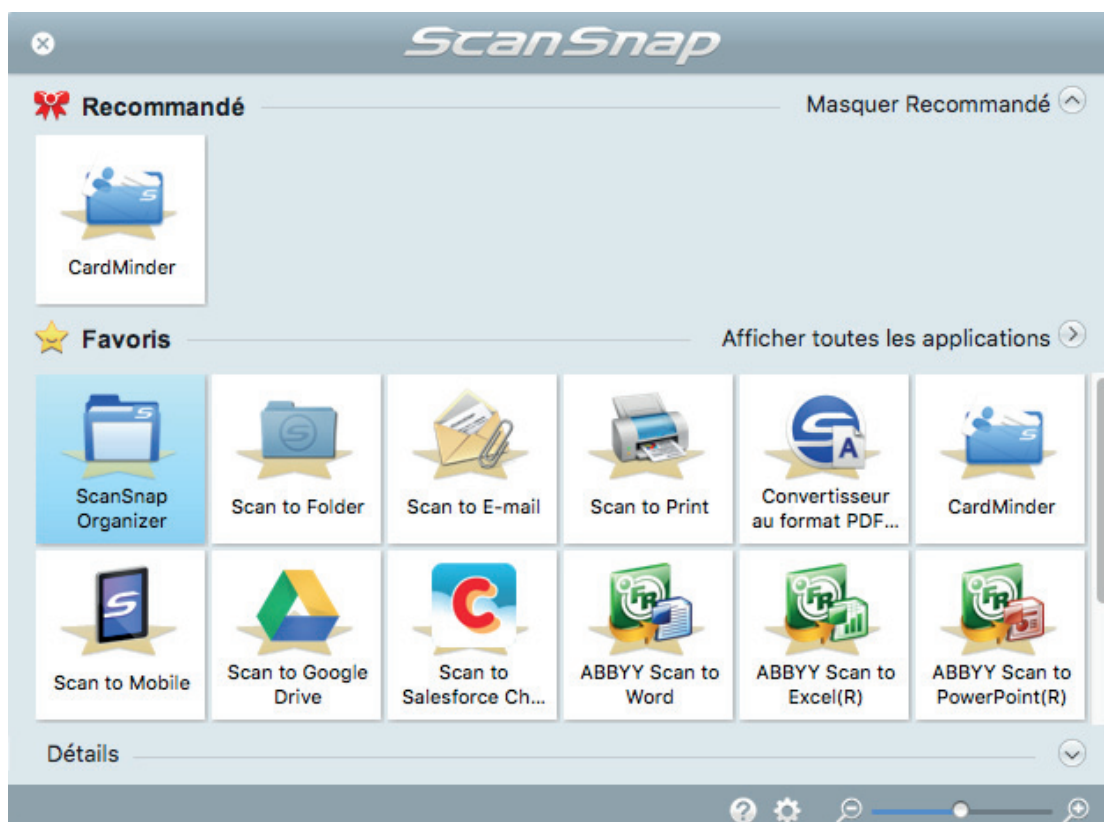 ScanSnap
Recommandé
Masquer Recommandé
CardMinder
Favoris
Afficher toutes les applications
ScanSnap
Organizer
Scan to Folder
Scan to E-mail
Scan to Print
Convertisseur
au format PDF...
CardMinder
Scan to Mobile
Scan to Google
Drive
Scan to
Salesforce Ch...
ABBYY Scan to
Word
ABBYY Scan to
Excel(R)
ABBYY Scan to
PowerPoint(R)
Détails